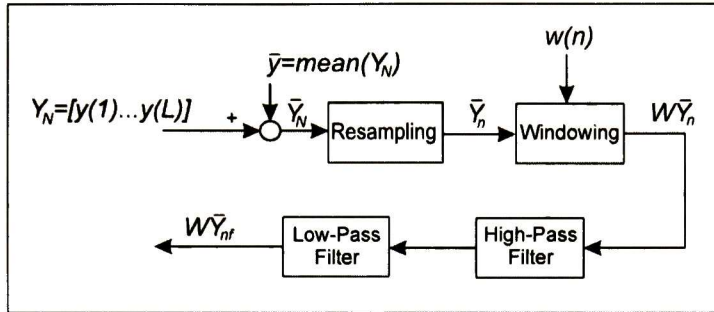 w(n)
ȳ=mean(Y_N)
Y_N=[y(1)...y(L)]
+
Ȳ_N
Resampling
Ȳ_n
Windowing
WȲ_n
WȲ_nf
Low-Pass
Filter
High-Pass
Filter